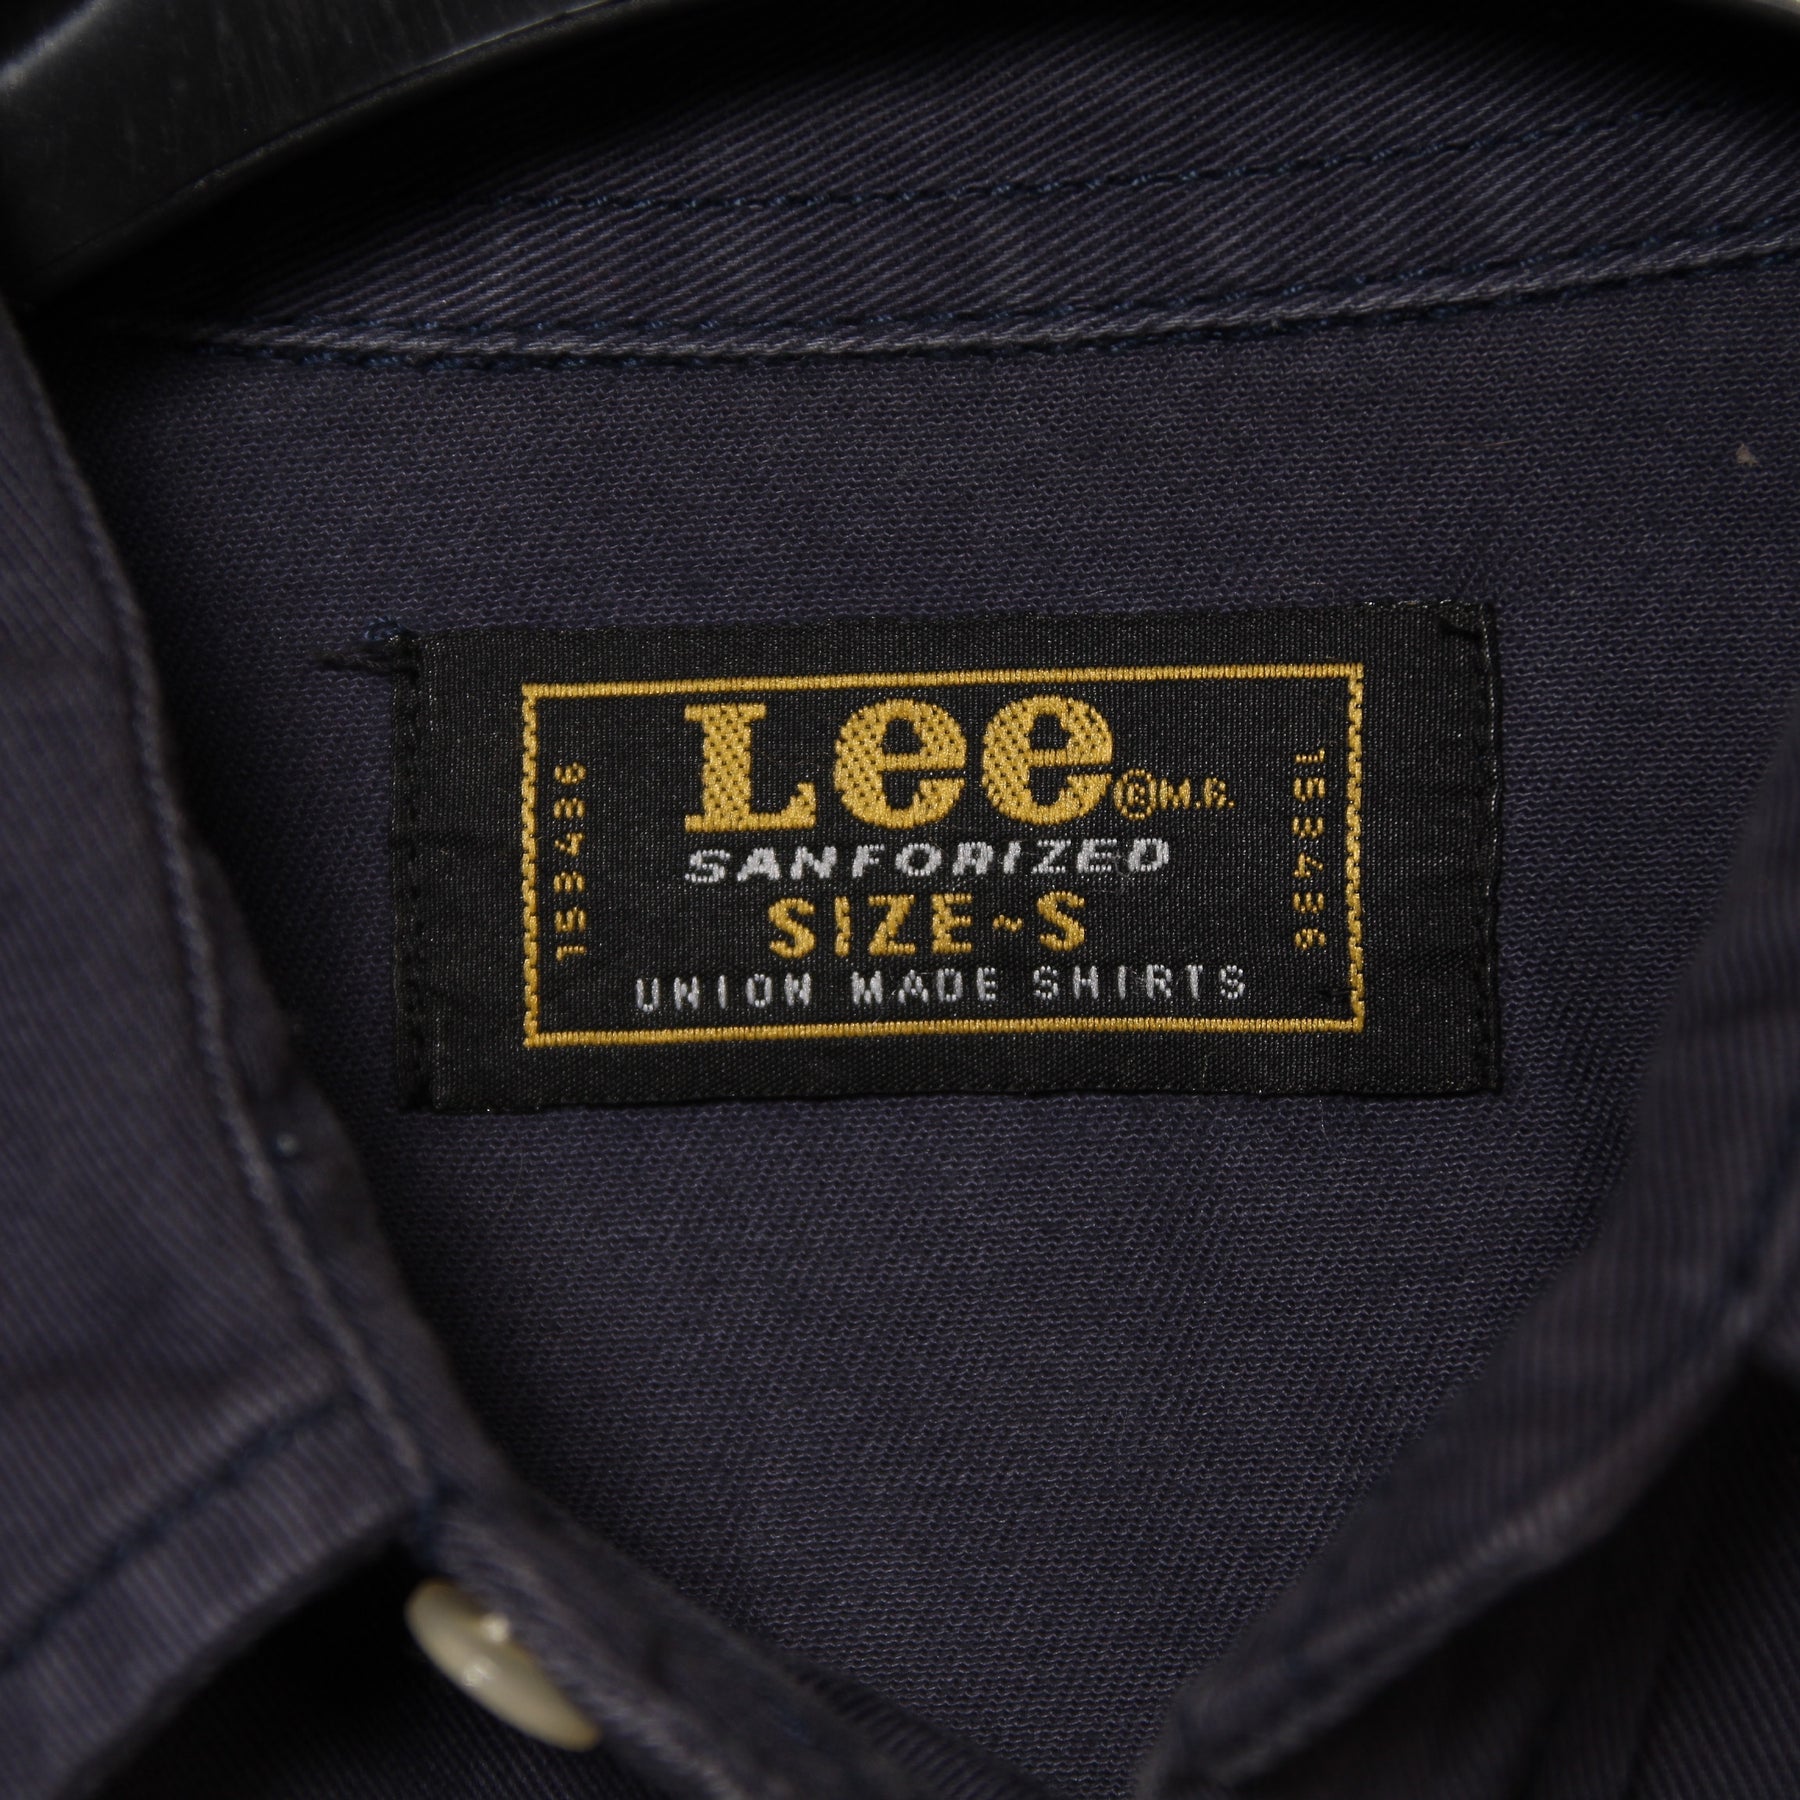 Lee ® M.R.
SANFORIZED
SIZE~S
UNION MADE SHIRTS
153436
153436